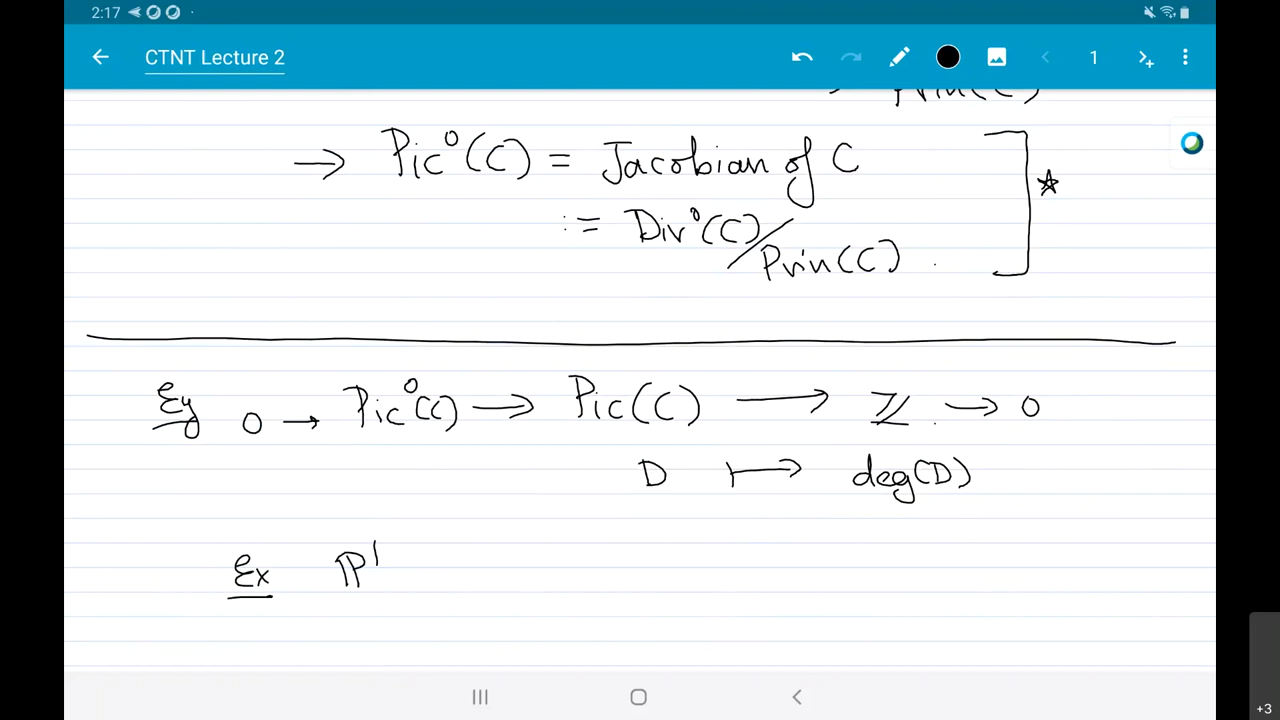 2:17
CTNT Lecture 2
1
→ Prin(C)
→ Pic⁰(C) = Jacobian of C
:= Div⁰(C)/Prin(C) . ] ☆
Eg 0 → Pic⁰(C) → Pic(C) → ℤ → 0
D ↦ deg(D)
Ex ℙ¹
+3